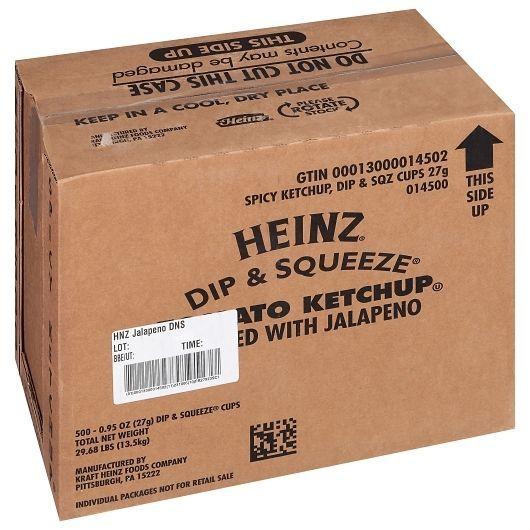 THIS SIDE UP
Contents may be damaged
DO NOT CUT THIS CASE
KEEP IN A COOL, DRY PLACE
Heinz
PLEASE
ROTATE
STOCK
COMPANY
GTIN 00013000014502
SPICY KETCHUP, DIP & SQZ CUPS 27g
014500
THIS
SIDE
UP
HEINZ®
DIP & SQUEEZE®
ATO KETCHUP
ED WITH JALAPENO
HNZ Jalapeno DNS
LOT: TIME:
BBE/UT:
500 - 0.95 OZ (27g) DIP & SQUEEZE® CUPS
TOTAL NET WEIGHT
29.68 LBS (13.5kg)
MANUFACTURED BY
KRAFT HEINZ FOODS COMPANY
PITTSBURGH, PA 15222
INDIVIDUAL PACKAGES NOT FOR RETAIL SALE